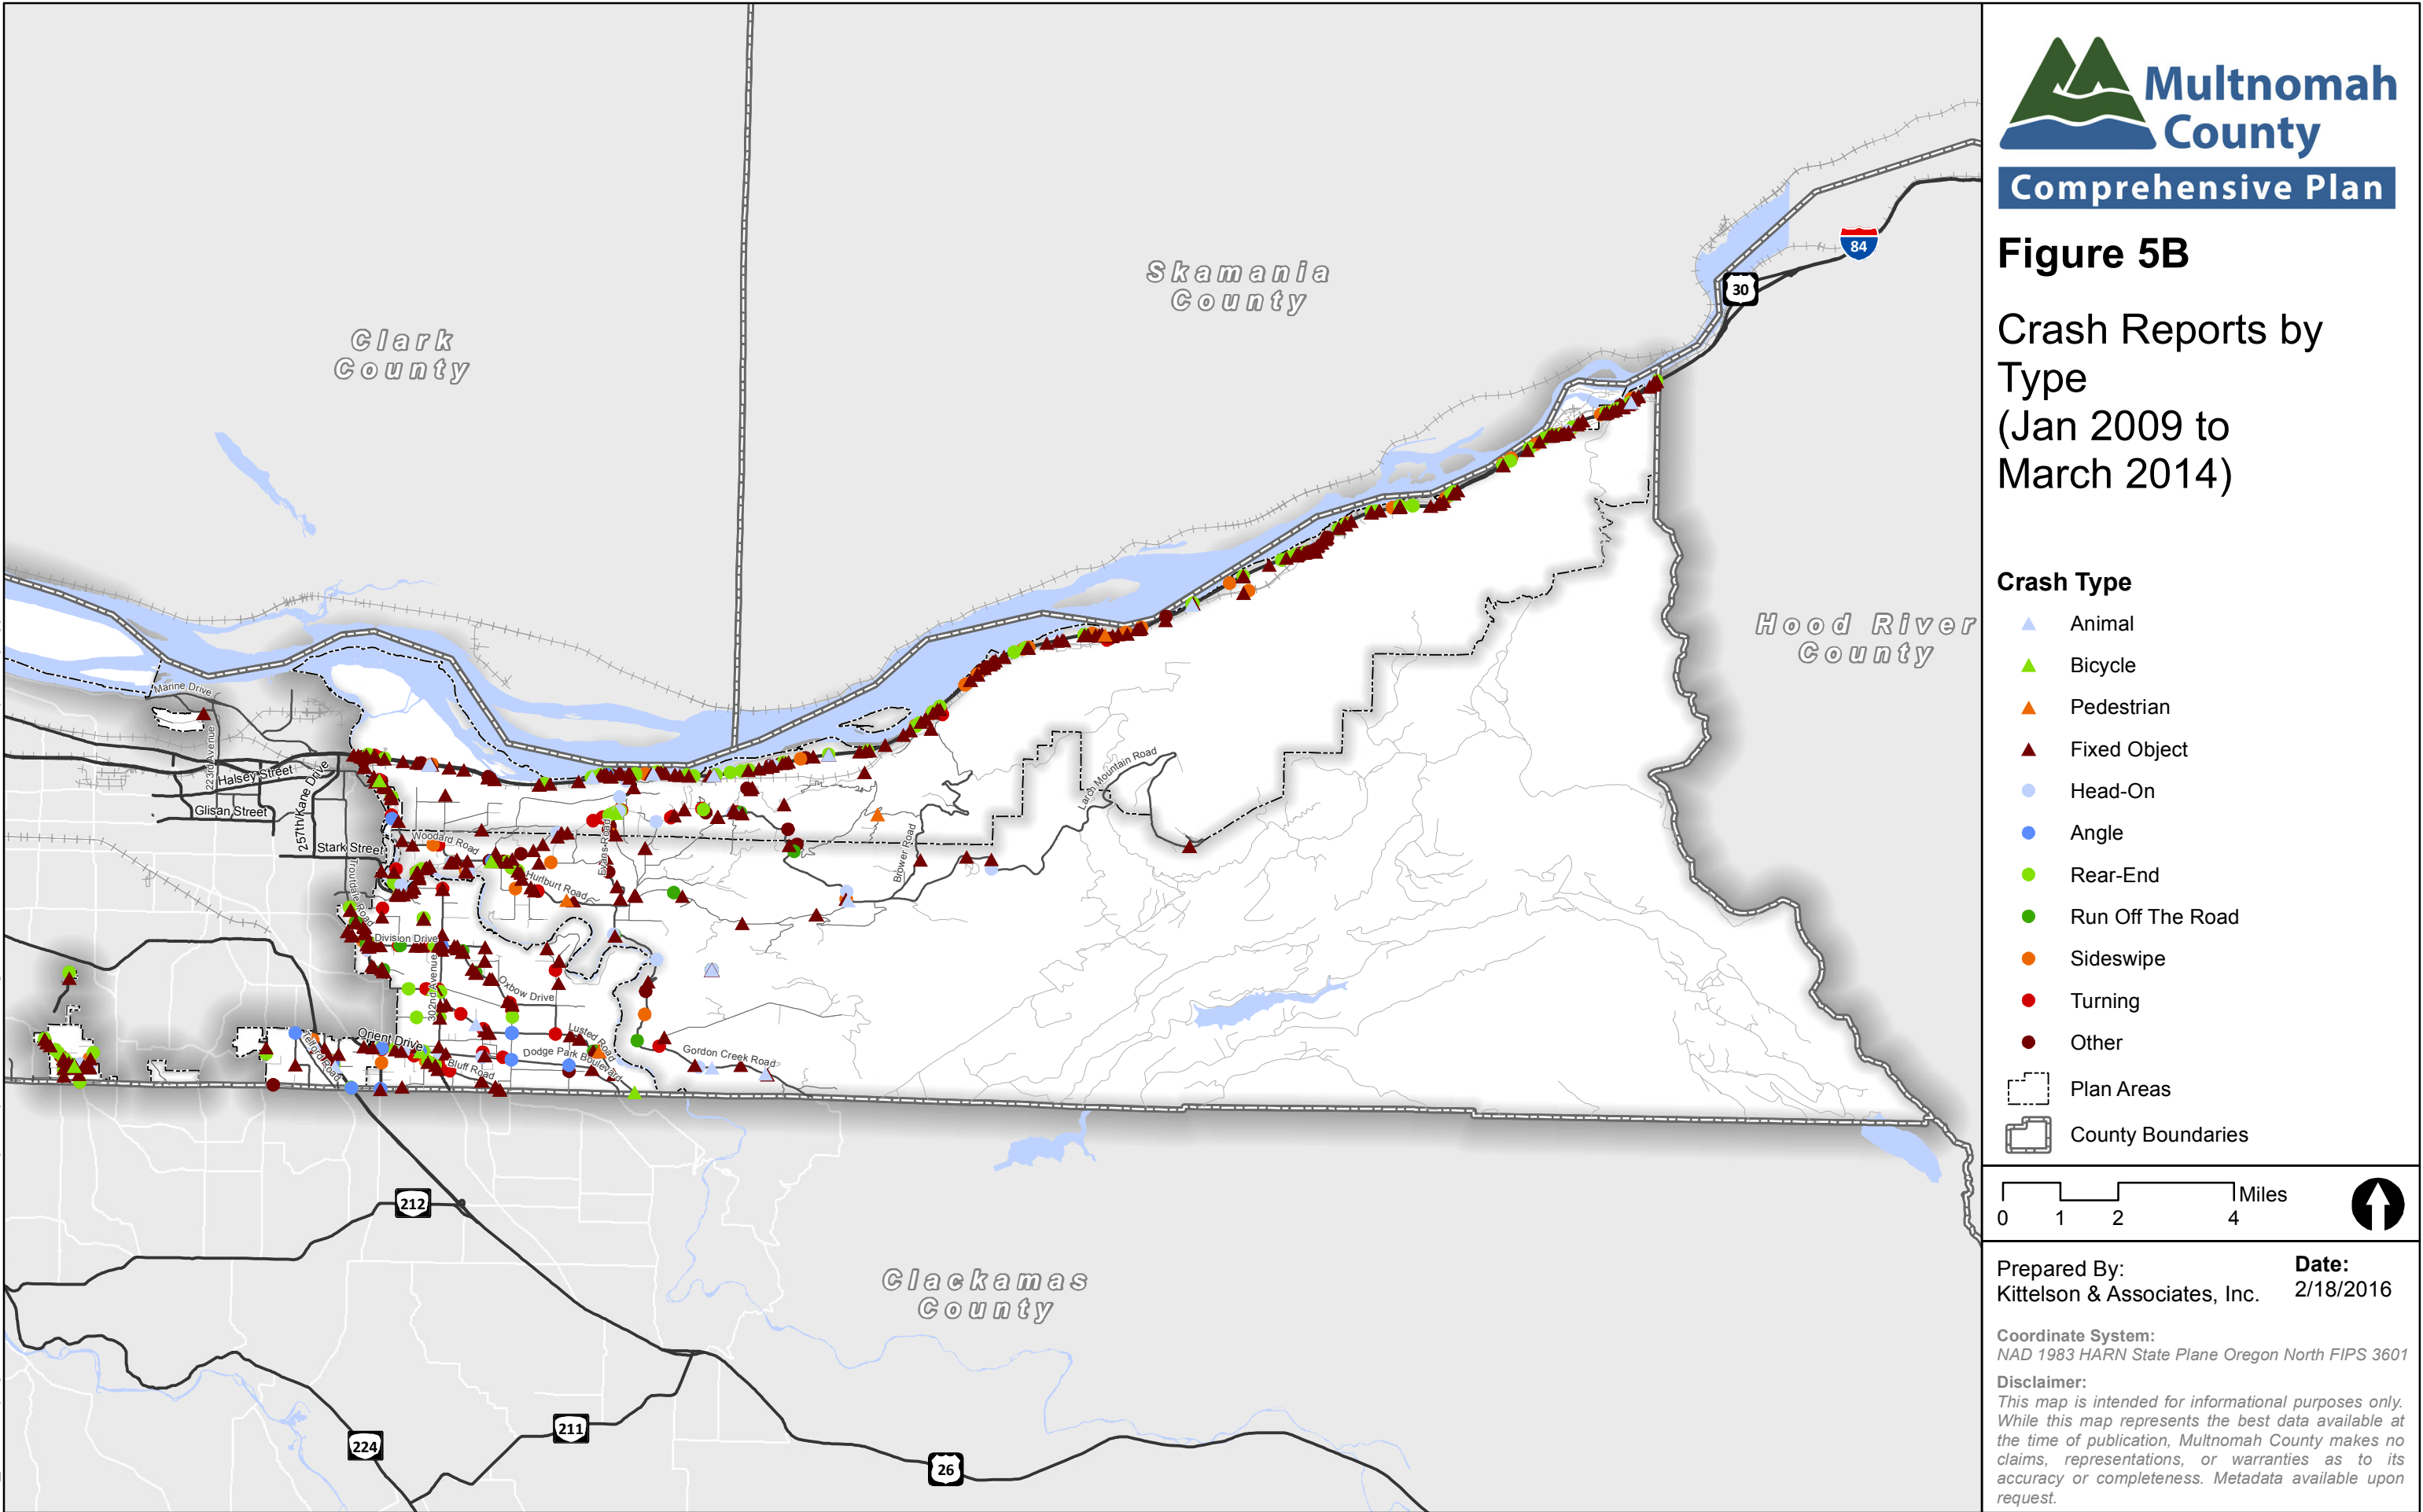 Multnomah
County
Comprehensive Plan
Figure 5B
Crash Reports by
Type
(Jan 2009 to
March 2014)
Crash Type
Animal
Bicycle
Pedestrian
Fixed Object
Head-On
Angle
Rear-End
Run Off The Road
Sideswipe
Turning
Other
Plan Areas
County Boundaries
Miles
0 1 2 4
Prepared By:
Kittelson & Associates, Inc.
Date:
2/18/2016
Coordinate System:
NAD 1983 HARN State Plane Oregon North FIPS 3601
Disclaimer:
This map is intended for informational purposes only.
While this map represents the best data available at
the time of publication, Multnomah County makes no
claims, representations, or warranties as to its
accuracy or completeness. Metadata available upon
request.
Skamania
County
Clark
County
Hood River
County
Clackamas
County
84
30
212
224
211
26
Marine Drive
223rd Avenue
Halsey Street
Glisan Street
257th/Kane Drive
Stark Street
Troutdale Road
Woodard Road
Evans Road
Hurlburt Road
Brower Road
Larch Mountain Road
Division Drive
302nd Avenue
Oxbow Drive
Orient Drive
Telford Road
Bluff Road
Lusted Road
Dodge Park Boulevard
Gordon Creek Road